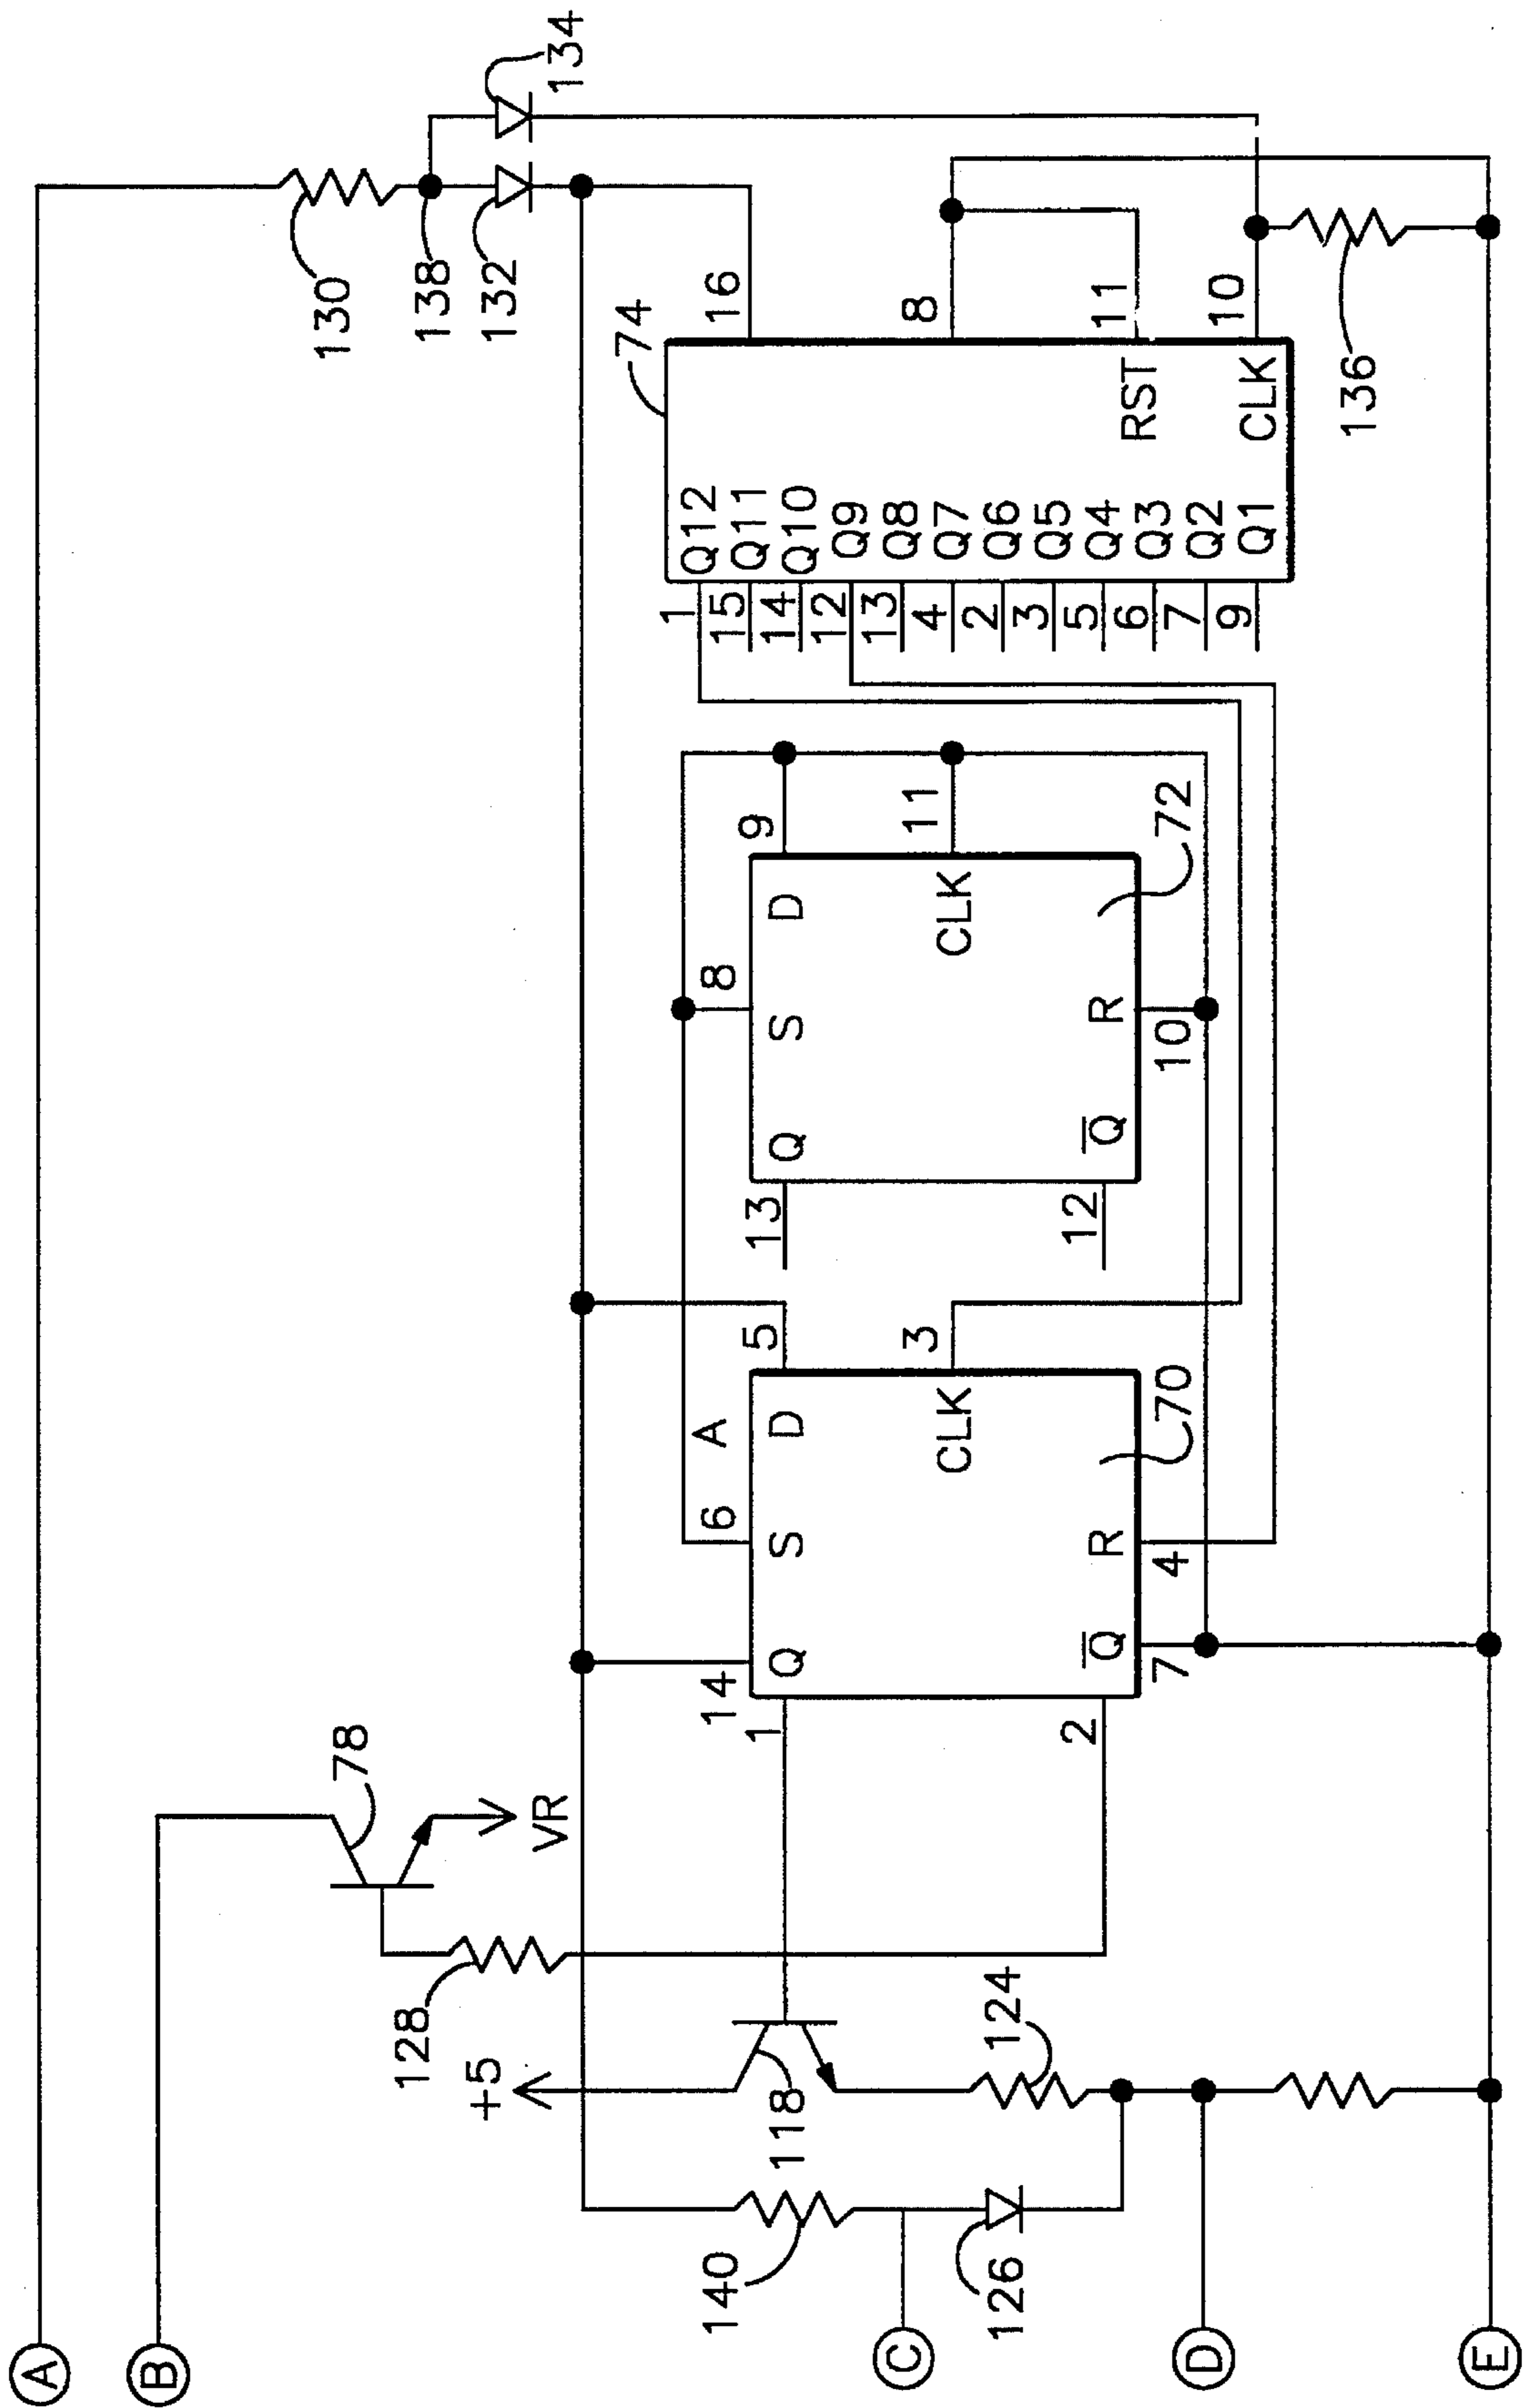 A
B
C
D
E
130
138
132
134
74
16
8
11
10
RST
CLK
136
Q12
Q11
Q10
Q9
Q8
Q7
Q6
Q5
Q4
Q3
Q2
Q1
1
15
14
12
13
4
2
3
5
6
7
9
9
11
D
CLK
72
8
S
R
10
Q
Q̅
13
12
5
3
A
D
CLK
70
6
S
R
4
Q
Q̅
14
7
1
2
78
VR
128
+5
118
124
140
126